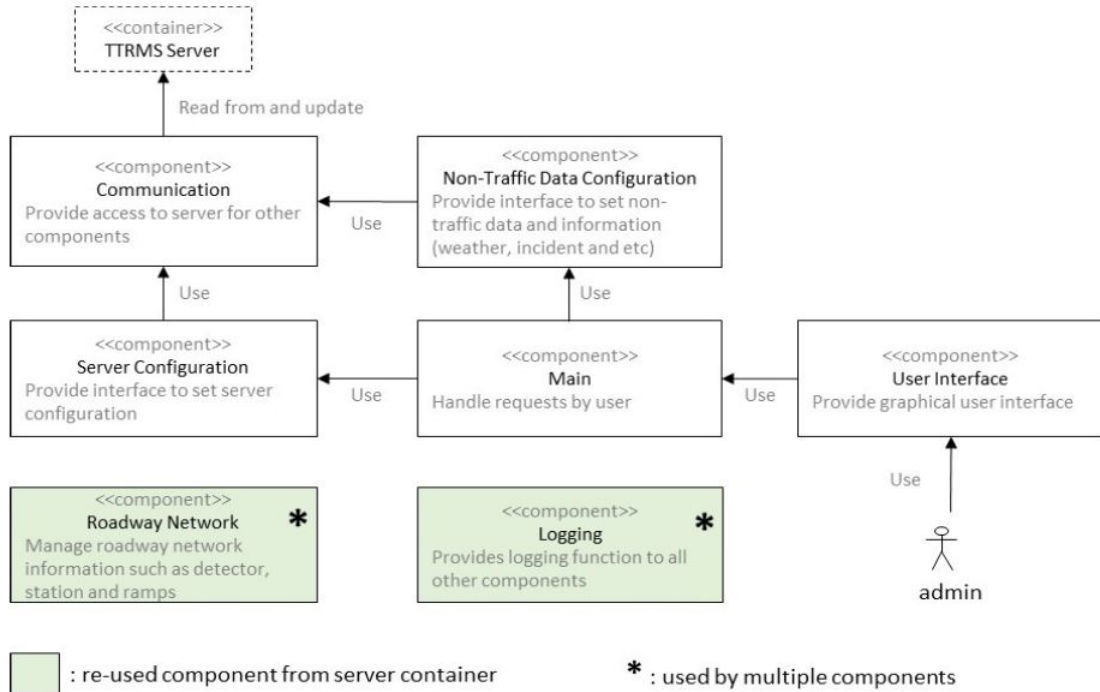 <<container>>
TTRMS Server
Read from and update
<<component>>
Communication
Provide access to server for other
components
Use
<<component>>
Non-Traffic Data Configuration
Provide interface to set non-
traffic data and information
(weather, incident and etc)
Use
Use
<<component>>
Server Configuration
Provide interface to set server
configuration
Use
<<component>>
Main
Handle requests by user
Use
<<component>>
User Interface
Provide graphical user interface
Use
admin
<<component>>
Roadway Network
*
Manage roadway network
information such as detector,
station and ramps
<<component>>
Logging
*
Provides logging function to all
other components
: re-used component from server container
* : used by multiple components